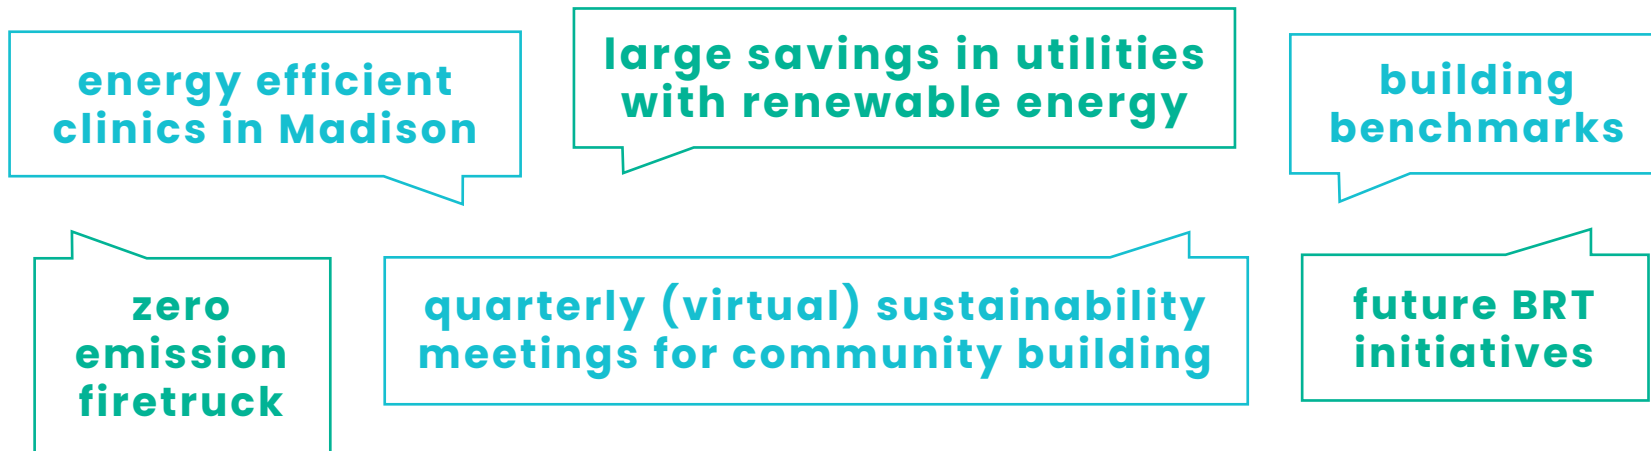 energy efficient
clinics in Madison
large savings in utilities
with renewable energy
building
benchmarks
zero
emission
firetruck
quarterly (virtual) sustainability
meetings for community building
future BRT
initiatives